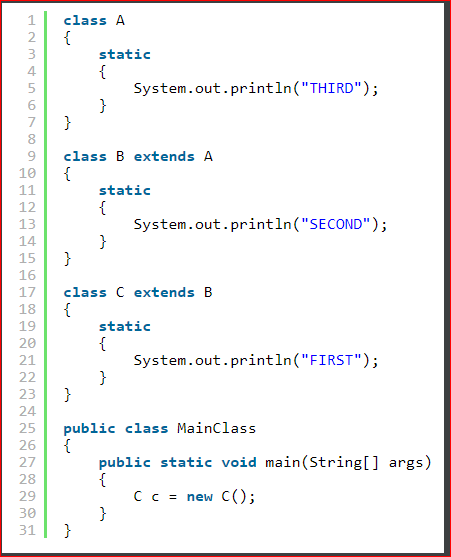 1 class A
2 {
3     static
4     {
5         System.out.println("THIRD");
6     }
7 }
8
9 class B extends A
10 {
11     static
12     {
13         System.out.println("SECOND");
14     }
15 }
16
17 class C extends B
18 {
19     static
20     {
21         System.out.println("FIRST");
22     }
23 }
24
25 public class MainClass
26 {
27     public static void main(String[] args)
28     {
29         C c = new C();
30     }
31 }